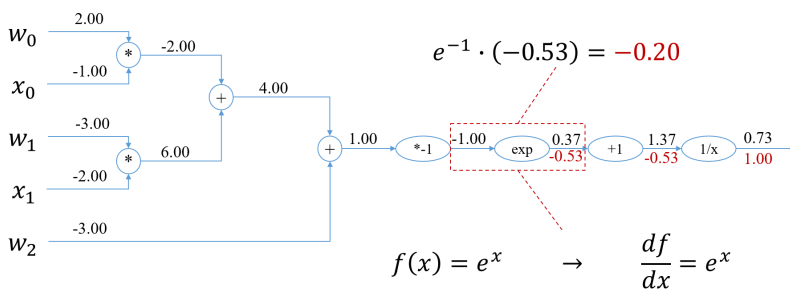 w₀ 2.00
* -2.00
x₀ -1.00
+ 4.00
w₁ -3.00
* 6.00
x₁ -2.00
w₂ -3.00
+ 1.00 *-1 -1.00 exp 0.37 +1 1.37 1/x 0.73
-0.53 -0.53 1.00
e⁻¹ · (−0.53) = −0.20
f(x) = eˣ → df/dx = eˣ